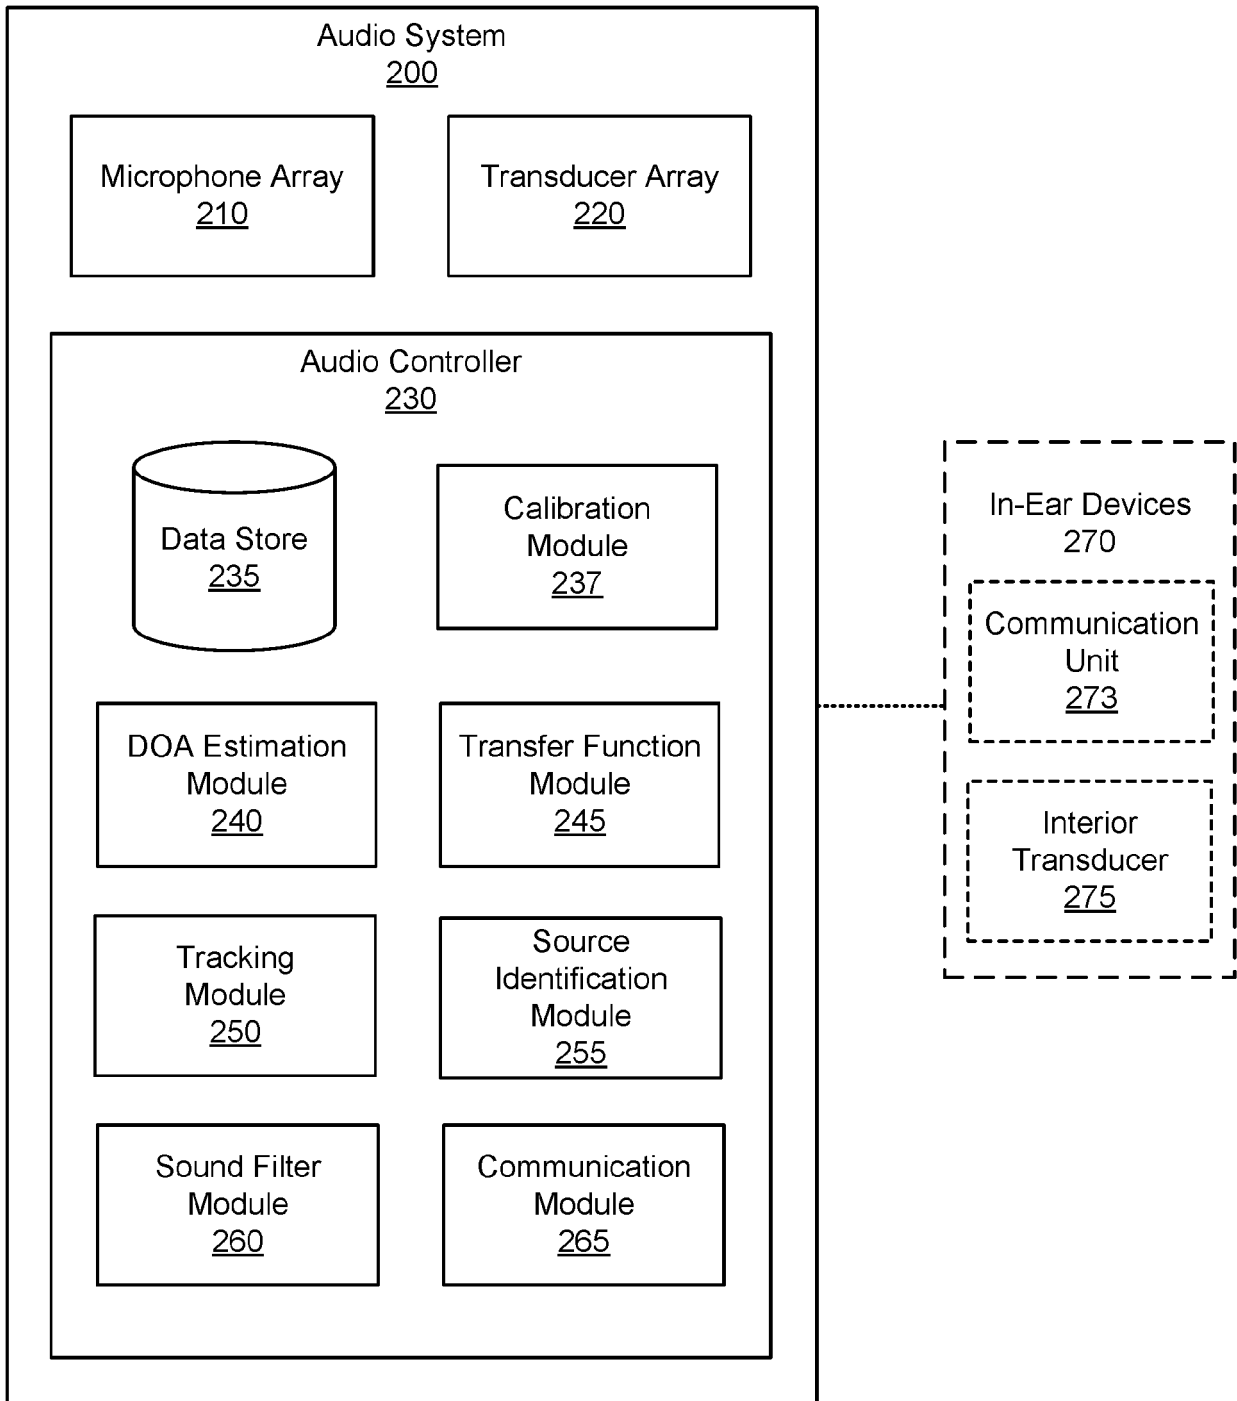 Audio System
200
Microphone Array
210
Transducer Array
220
Audio Controller
230
Data Store
235
Calibration
Module
237
DOA Estimation
Module
240
Transfer Function
Module
245
Tracking
Module
250
Source
Identification
Module
255
Sound Filter
Module
260
Communication
Module
265
In-Ear Devices
270
Communication
Unit
273
Interior
Transducer
275